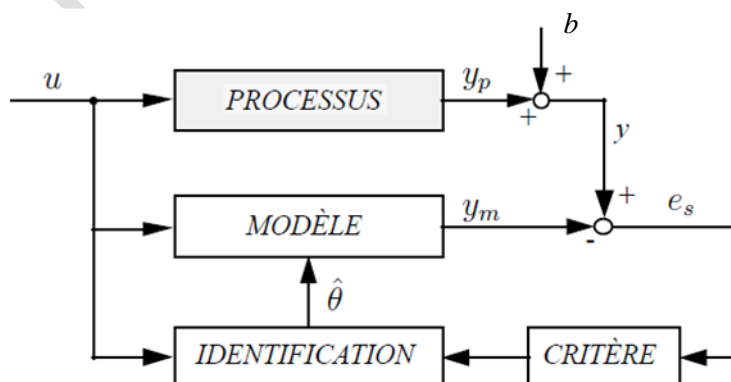 b
u
PROCESSUS
y_p
+
+
y
+
MODÈLE
y_m
-
e_s
θ̂
IDENTIFICATION
CRITÈRE